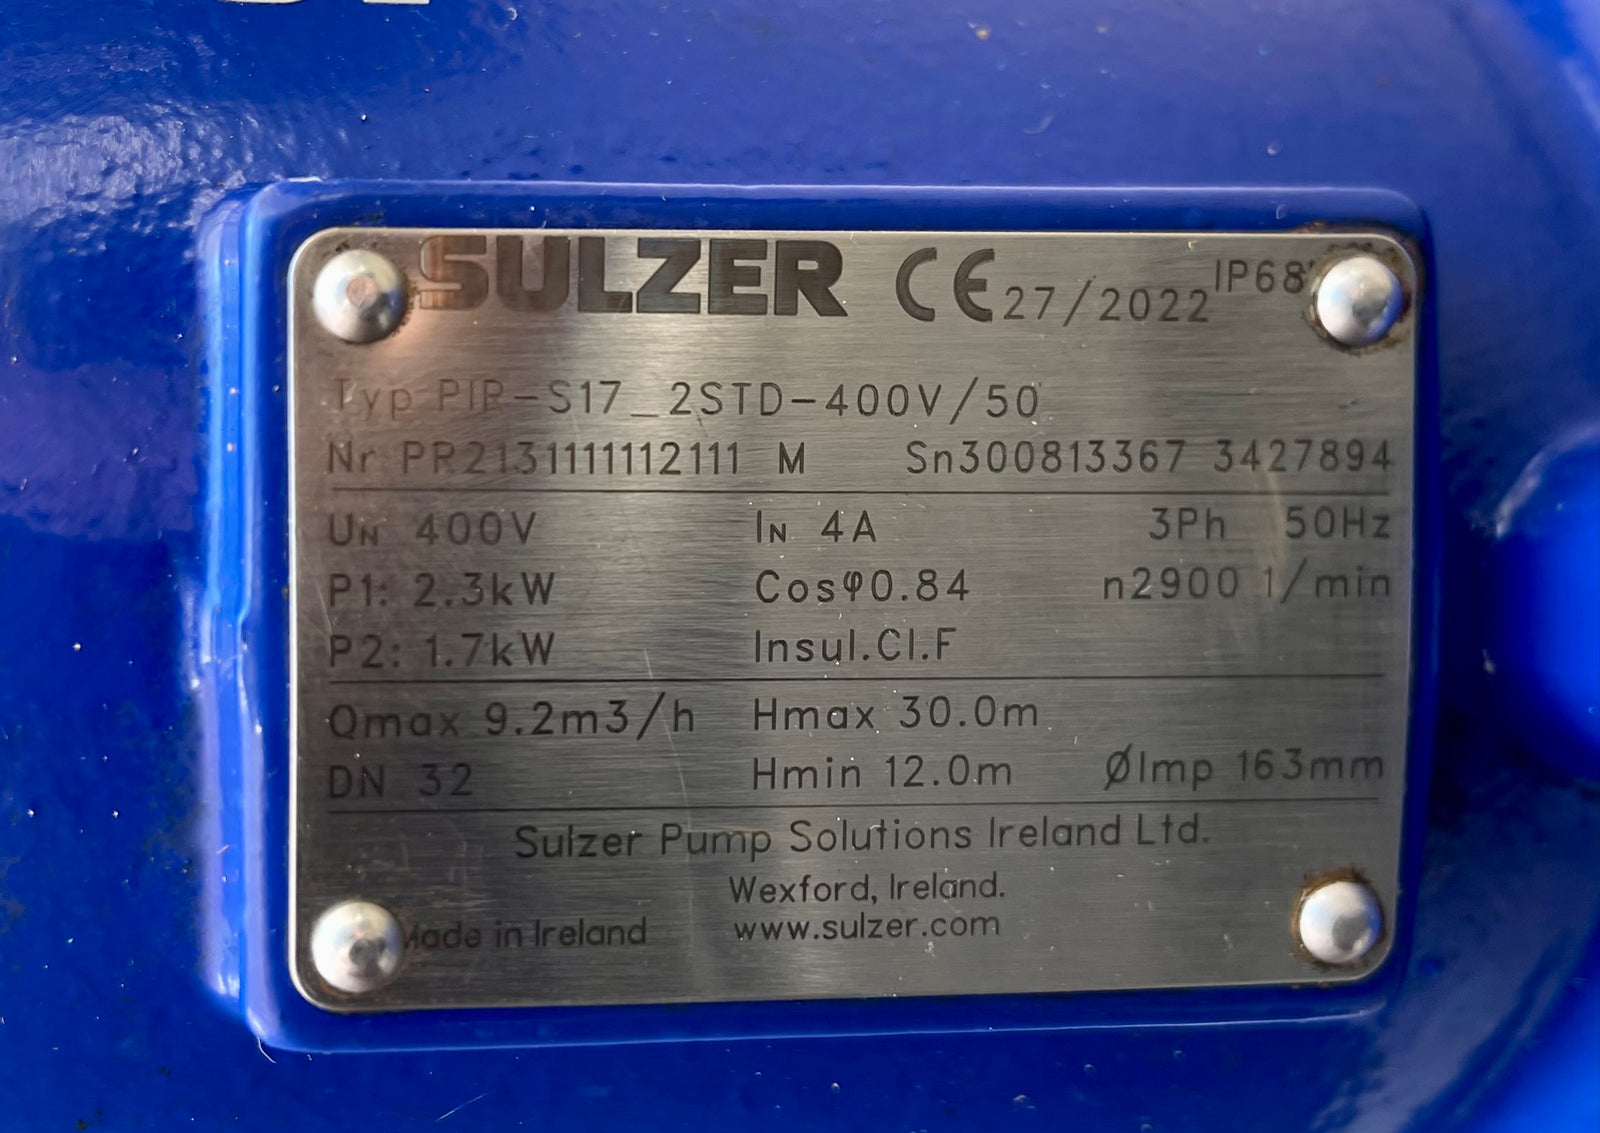 SULZER CE 27/2022 IP68
Typ PIR-S17_2STD-400V/50
Nr PR2131111112111 M Sn300813367 3427894
UN 400V IN 4A 3Ph 50Hz
P1: 2.3kW Cosφ0.84 n2900 1/min
P2: 1.7kW Insul.Cl.F
Qmax 9.2m3/h Hmax 30.0m
DN 32 Hmin 12.0m ØImp 163mm
Sulzer Pump Solutions Ireland Ltd.
Wexford, Ireland.
Made in Ireland www.sulzer.com